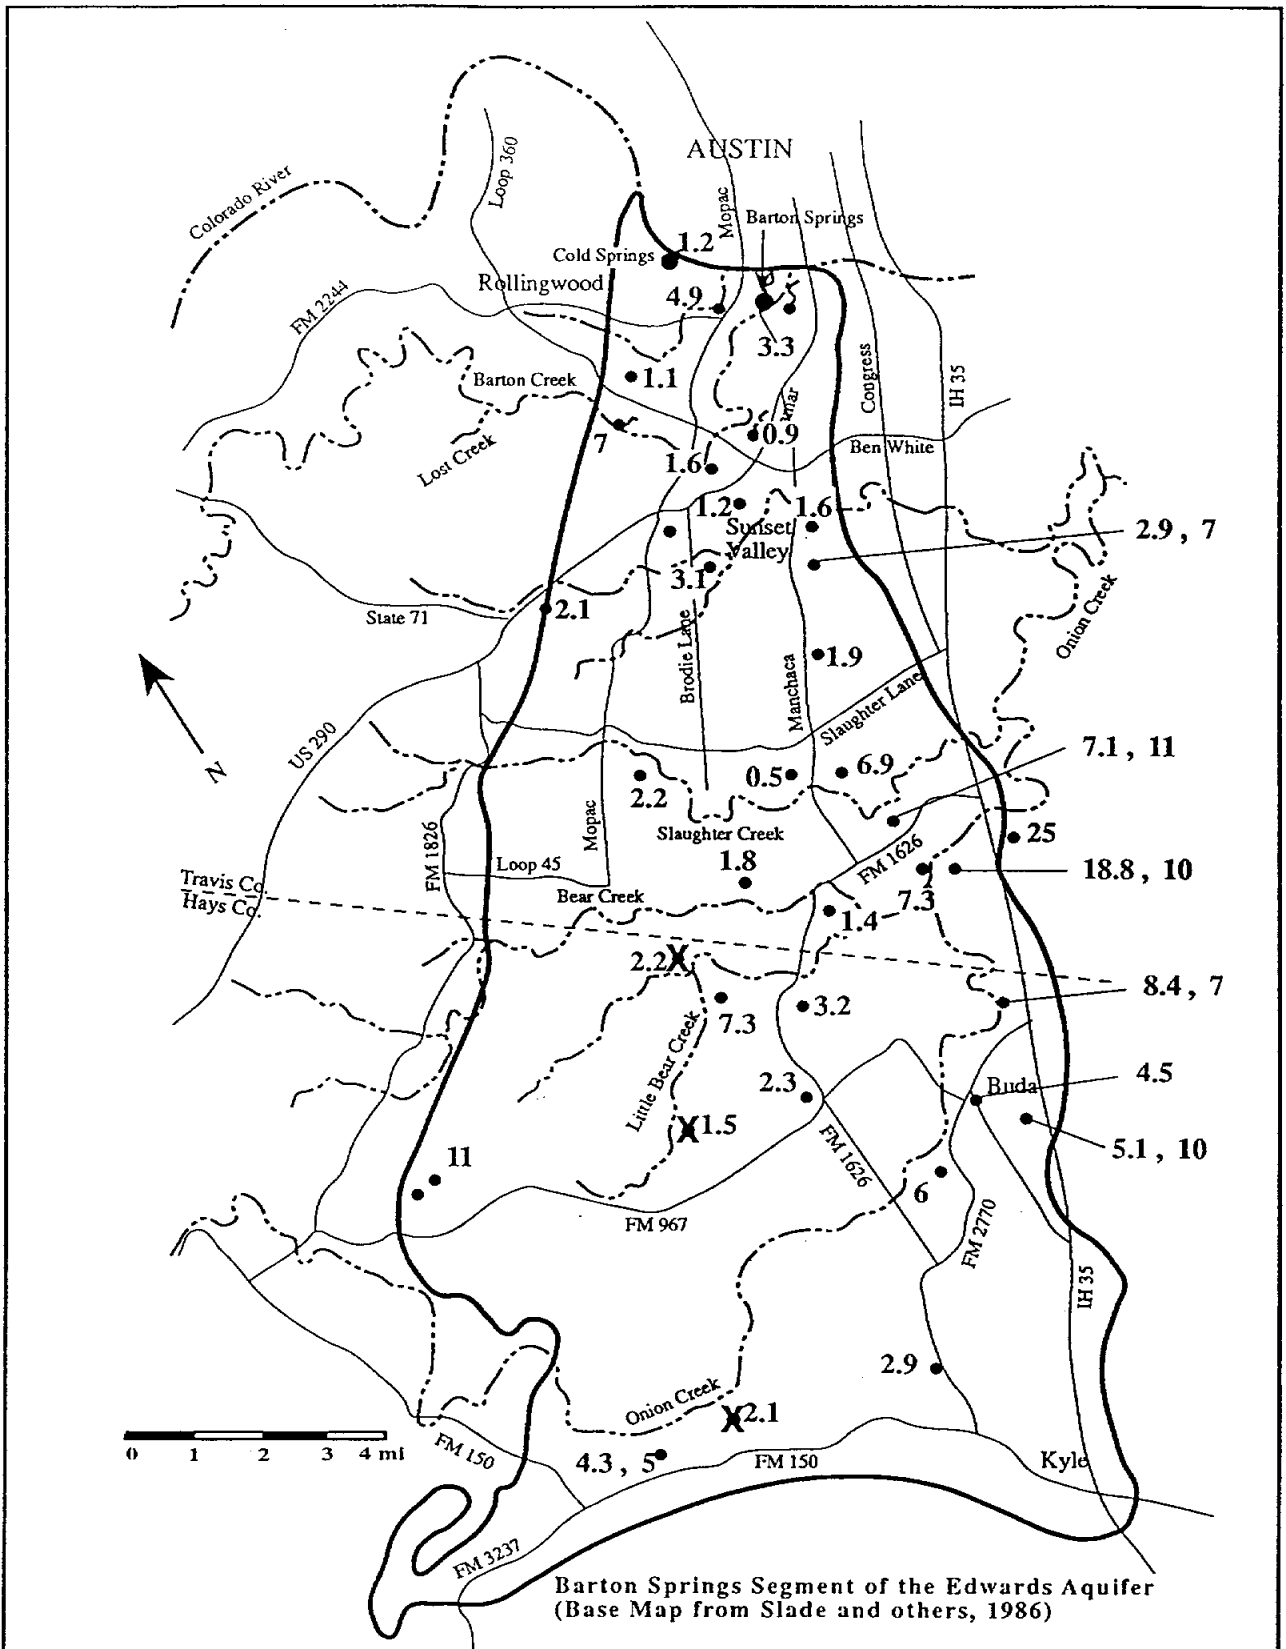 AUSTIN
Loop 360
Colorado River
Mopac
Barton Springs
1.2
Cold Springs
Rollingwood
4.9
FM 2244
3.3
1.1
Barton Creek
Congress
IH 35
7
0.9
Ben White
Lost Creek
1.6
1.2
1.6
Sunset
Valley
2.9 , 7
3.1
2.1
State 71
Onion Creek
Brodie Lane
1.9
Manchaca
Slaughter Lane
US 290
N
7.1 , 11
0.5
6.9
2.2
Mopac
Slaughter Creek
25
FM 1826
Loop 45
1.8
FM 1626
18.8 , 10
Travis Co.
Hays Co.
Bear Creek
7.3
1.4
2.2
X
8.4 , 7
7.3
3.2
Little Bear Creek
2.3
Buda
4.5
X
1.5
5.1 , 10
FM 1626
11
6
FM 967
FM 2770
IH 35
2.9
Onion Creek
X
2.1
0 1 2 3 4 mi
FM 150
4.3 , 5
FM 150
Kyle
FM 3237
Barton Springs Segment of the Edwards Aquifer
(Base Map from Slade and others, 1986)